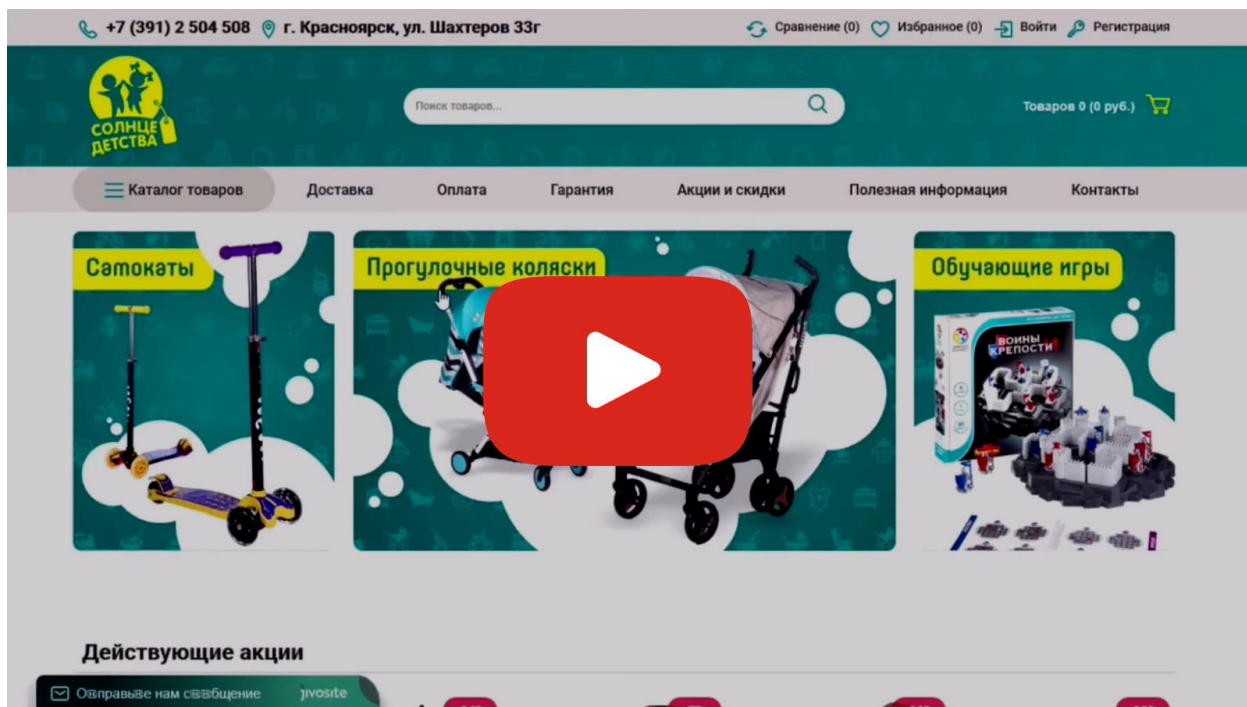 +7 (391) 2 504 508 г. Красноярск, ул. Шахтеров 33г Сравнение (0) Избранное (0) Войти Регистрация
СОЛНЦЕ
ДЕТСТВА
Поиск товаров...
Товаров 0 (0 руб.)
Каталог товаров Доставка Оплата Гарантия Акции и скидки Полезная информация Контакты
Самокаты
Прогулочные коляски
Обучающие игры
ВОИНЫ
КРЕПОСТИ
Действующие акции
нам jivosite